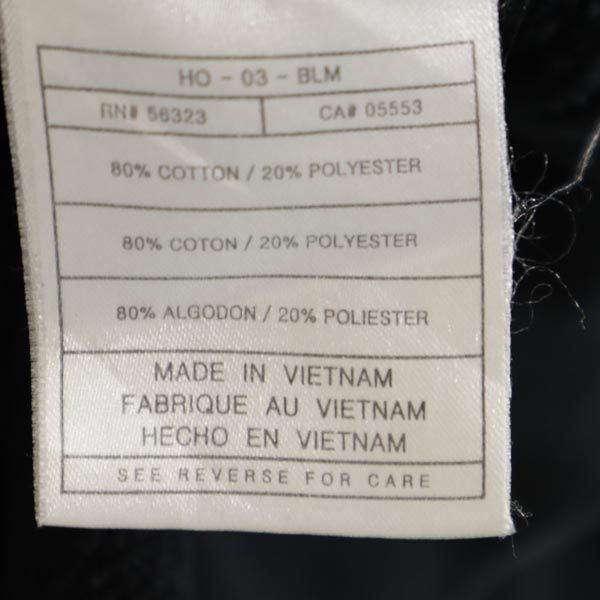 HO - 03 - BLM
RN# 56323 CA# 05553
80% COTTON / 20% POLYESTER
80% COTON / 20% POLYESTER
80% ALGODON / 20% POLIESTER
MADE IN VIETNAM
FABRIQUE AU VIETNAM
HECHO EN VIETNAM
SEE REVERSE FOR CARE